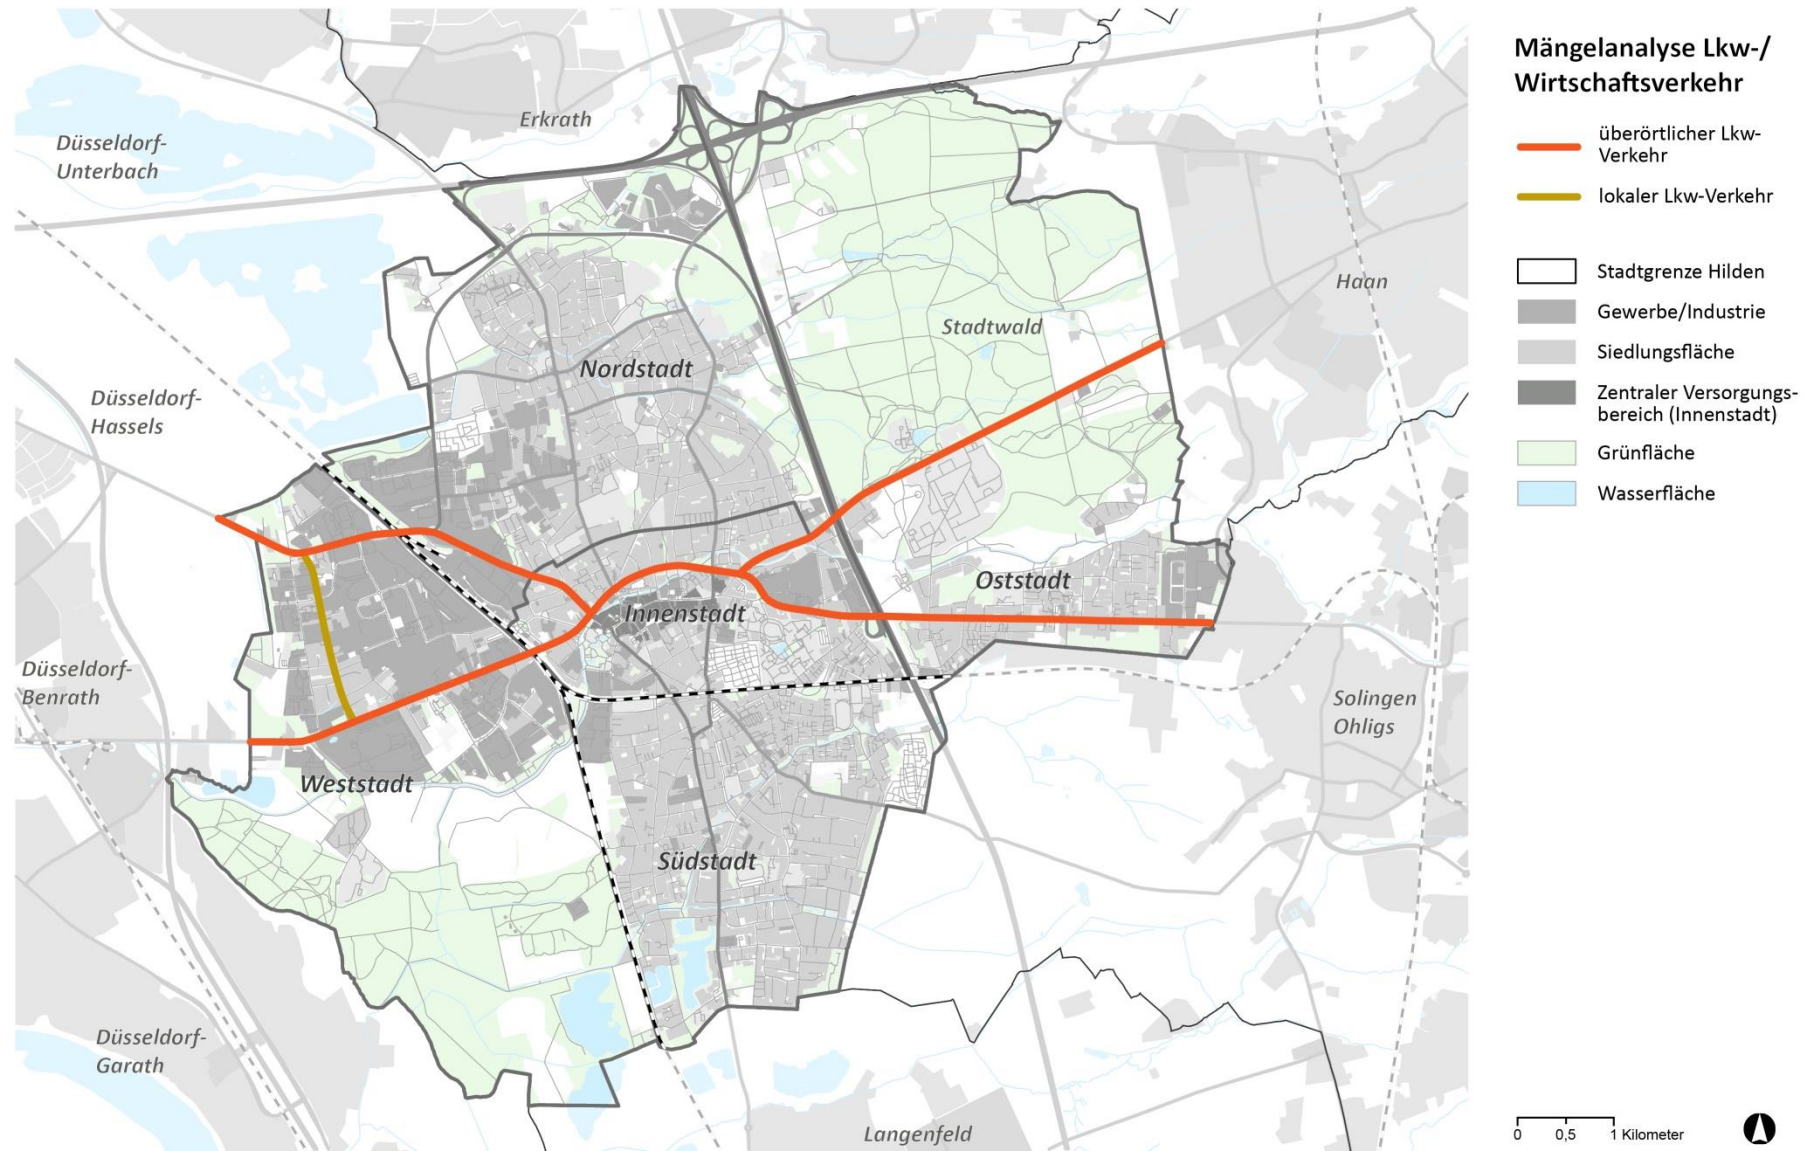 Mängelanalyse Lkw-/
Wirtschaftsverkehr
überörtlicher Lkw-
Verkehr
lokaler Lkw-Verkehr
Stadtgrenze Hilden
Gewerbe/Industrie
Siedlungsfläche
Zentraler Versorgungs-
bereich (Innenstadt)
Grünfläche
Wasserfläche
Erkrath
Düsseldorf-
Unterbach
Haan
Stadtwald
Nordstadt
Düsseldorf-
Hassels
Oststadt
Innenstadt
Düsseldorf-
Benrath
Solingen
Ohligs
Weststadt
Südstadt
Düsseldorf-
Garath
Langenfeld
0 0,5 1 Kilometer